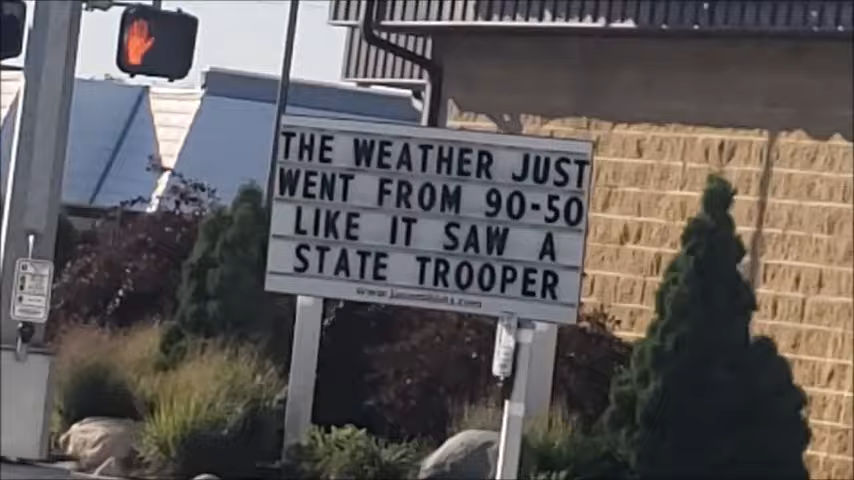 THE WEATHER JUST
WENT FROM 90-50
LIKE IT SAW A
STATE TROOPER